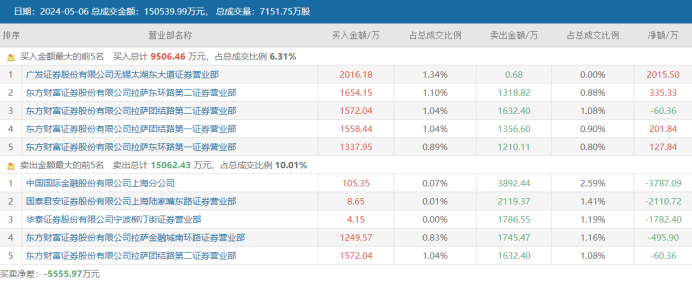 日期：2024-05-06 总成交金额：150539.99万元， 总成交量：7151.75万股
排序 营业部名称 买入金额/万 占总成交比例 卖出金额/万 占总成交比例 净额/万
买入金额最大的前5名 买入总计 9506.46 万元，占总成交比例 6.31%
1 广发证券股份有限公司无锡太湖东大道证券营业部 2016.18 1.34% 0.68 0.00% 2015.50
2 东方财富证券股份有限公司拉萨东环路第二证券营业部 1654.15 1.10% 1318.82 0.88% 335.33
3 东方财富证券股份有限公司拉萨团结路第二证券营业部 1572.04 1.04% 1632.40 1.08% -60.36
4 东方财富证券股份有限公司拉萨团结路第一证券营业部 1558.44 1.04% 1356.60 0.90% 201.84
5 东方财富证券股份有限公司拉萨东环路第一证券营业部 1337.95 0.89% 1210.11 0.80% 127.84
卖出金额最大的前5名 卖出总计 15062.43 万元，占总成交比例 10.01%
1 中国国际金融股份有限公司上海分公司 105.35 0.07% 3892.44 2.59% -3787.09
2 国泰君安证券股份有限公司上海陆家嘴东路证券营业部 8.65 0.01% 2119.37 1.41% -2110.72
3 华泰证券股份有限公司宁波柳汀街证券营业部 4.15 0.00% 1786.55 1.19% -1782.40
4 东方财富证券股份有限公司拉萨金融城南环路证券营业部 1249.57 0.83% 1745.47 1.16% -495.90
5 东方财富证券股份有限公司拉萨团结路第二证券营业部 1572.04 1.04% 1632.40 1.08% -60.36
买卖净差：-5555.97万元